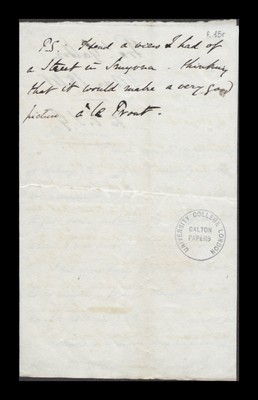 f. 45r
P.S. I send a view I had of
a Street in Smyrna. thinking
that it would make a very good
picture à la Prout.
UNIVERSITY COLLEGE, LONDON
GALTON
PAPERS